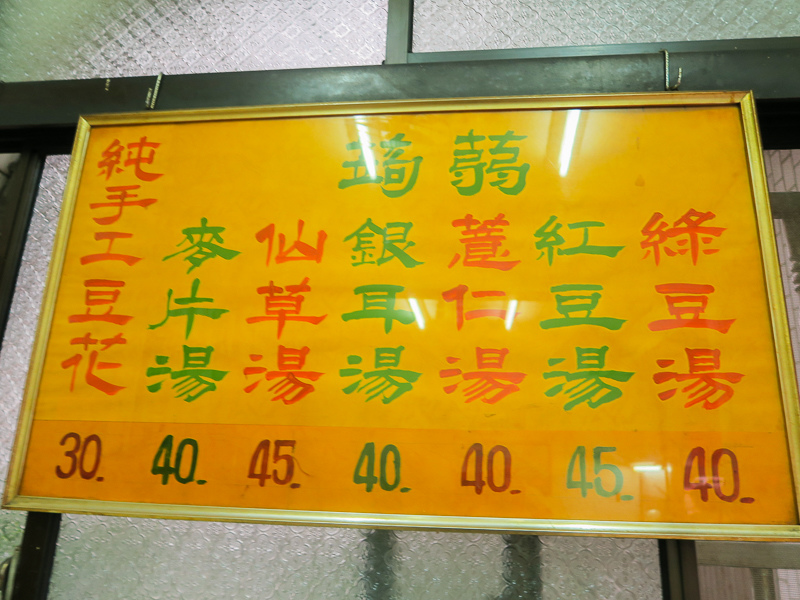 蒟蒻
綠豆湯
40.
紅豆湯
45.
薏仁湯
40.
銀耳湯
40.
仙草湯
45.
麥片湯
40.
純手工豆花
30.